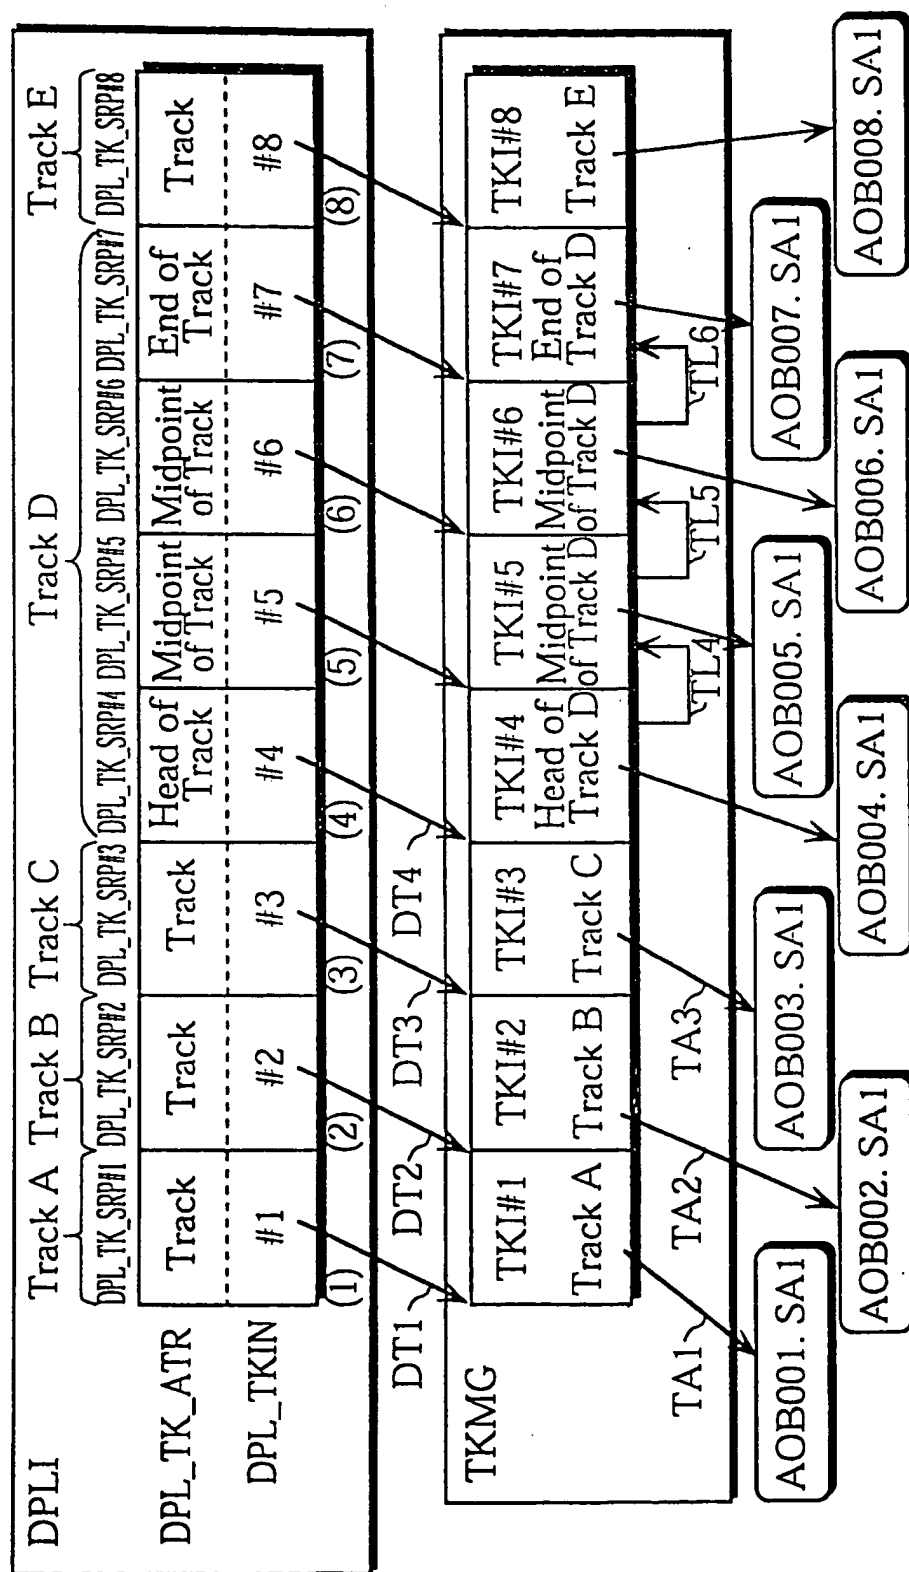 DPLI
Track A Track B Track C Track D Track E
DPL_TK_SRP#1 DPL_TK_SRP#2 DPL_TK_SRP#3 DPL_TK_SRP#4 DPL_TK_SRP#5 DPL_TK_SRP#6 DPL_TK_SRP#7 DPL_TK_SRP#8
DPL_TK_ATR Track Track Track Head of Track Midpoint of Track Midpoint of Track End of Track Track
DPL_TKIN #1 #2 #3 #4 #5 #6 #7 #8
(1) (2) (3) (4) (5) (6) (7) (8)
DT1 DT2 DT3 DT4
TKMG
TKI#1 TKI#2 TKI#3 TKI#4 TKI#5 TKI#6 TKI#7 TKI#8
Track A Track B Track C Head of Track D Midpoint of Track D Midpoint of Track D End of Track D Track E
TL4 TL5 TL6
TA1 TA2 TA3
AOB001. SA1 AOB003. SA1 AOB005. SA1 AOB007. SA1
AOB002. SA1 AOB004. SA1 AOB006. SA1 AOB008. SA1